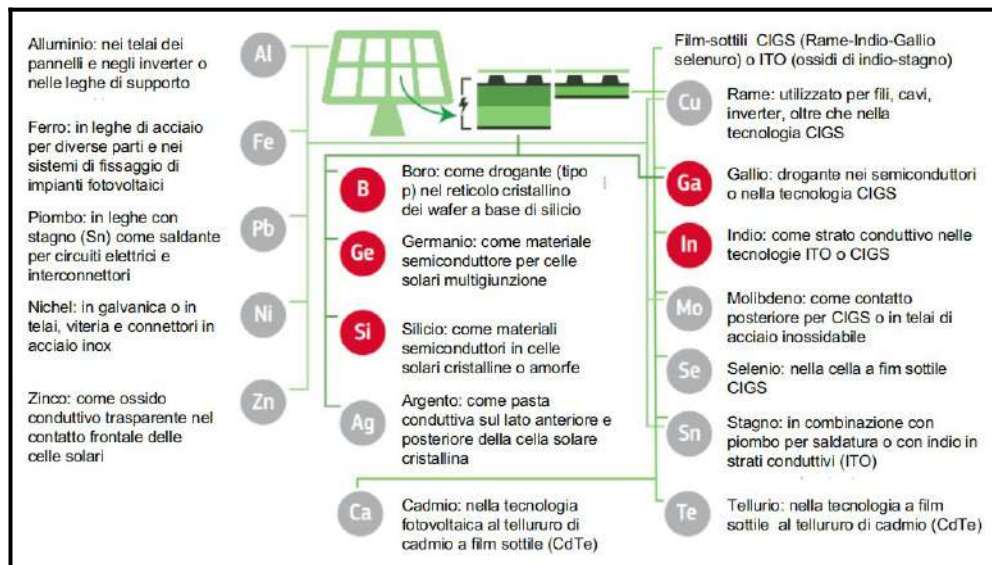 Alluminio: nei telai dei
pannelli e negli inverter o
nelle leghe di supporto
Al
Ferro: in leghe di acciaio
per diverse parti e nei
sistemi di fissaggio di
impianti fotovoltaici
Fe
Piombo: in leghe con
stagno (Sn) come saldante
per circuiti elettrici e
interconnettori
Pb
Nichel: in galvanica o in
telai, viteria e connettori in
acciaio inox
Ni
Zinco: come ossido
conduttivo trasparente nel
contatto frontale delle
celle solari
Zn
B
Boro: come drogante (tipo
p) nel reticolo cristallino
dei wafer a base di silicio
Ge
Germanio: come materiale
semiconduttore per celle
solari multigiunzione
Si
Silicio: come materiali
semiconduttori in celle
solari cristalline o amorfe
Ag
Argento: come pasta
conduttiva sul lato anteriore e
posteriore della cella solare
cristallina
Ca
Cadmio: nella tecnologia
fotovoltaica al tellururo di
cadmio a film sottile (CdTe)
Film-sottili CIGS (Rame-Indio-Gallio
selenuro) o ITO (ossidi di indio-stagno)
Cu
Rame: utilizzato per fili, cavi,
inverter, oltre che nella
tecnologia CIGS
Ga
Gallio: drogante nei semiconduttori
o nella tecnologia CIGS
In
Indio: come strato conduttivo nelle
tecnologie ITO o CIGS
Mo
Molibdeno: come contatto
posteriore per CIGS o in telai di
acciaio inossidabile
Se
Selenio: nella cella a fim sottile
CIGS
Sn
Stagno: in combinazione con
piombo per saldatura o con indio in
strati conduttivi (ITO)
Te
Tellurio: nella tecnologia a film
sottile al tellururo di cadmio (CdTe)